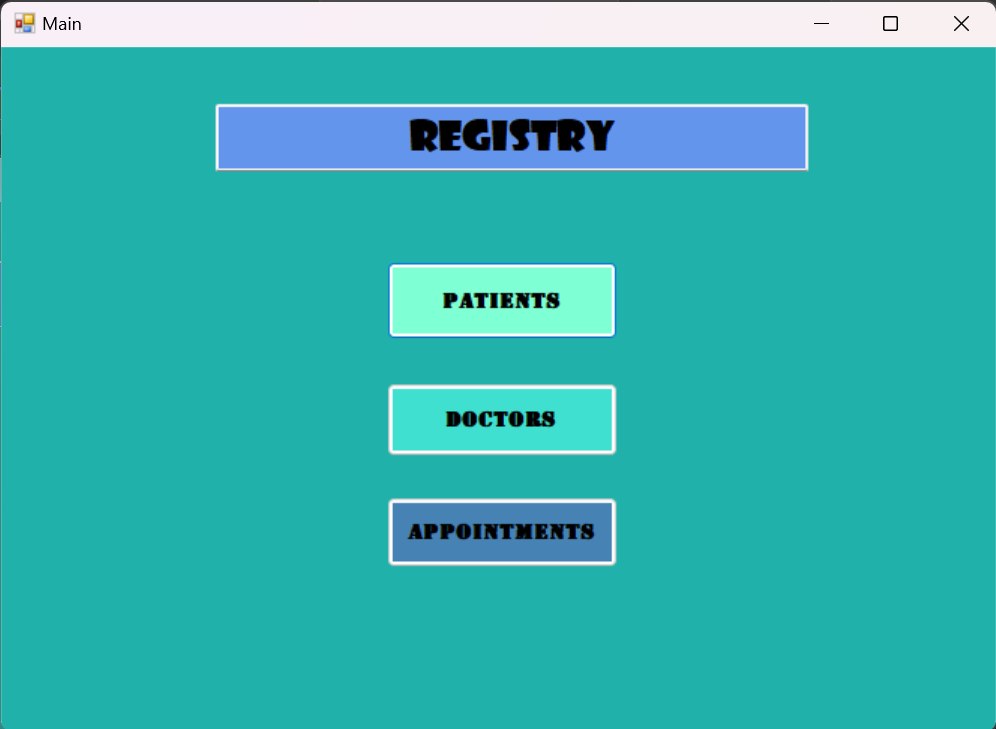 Main
REGISTRY
PATIENTS
DOCTORS
APPOINTMENTS